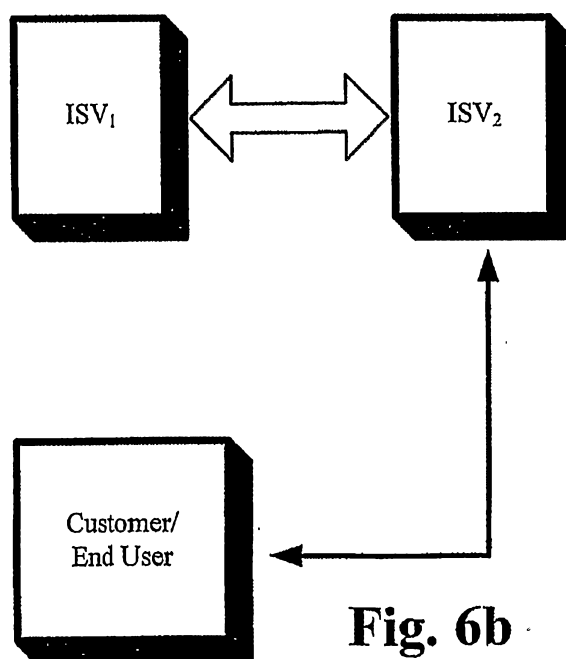 ISV₁
ISV₂
Customer/
End User
Fig. 6b